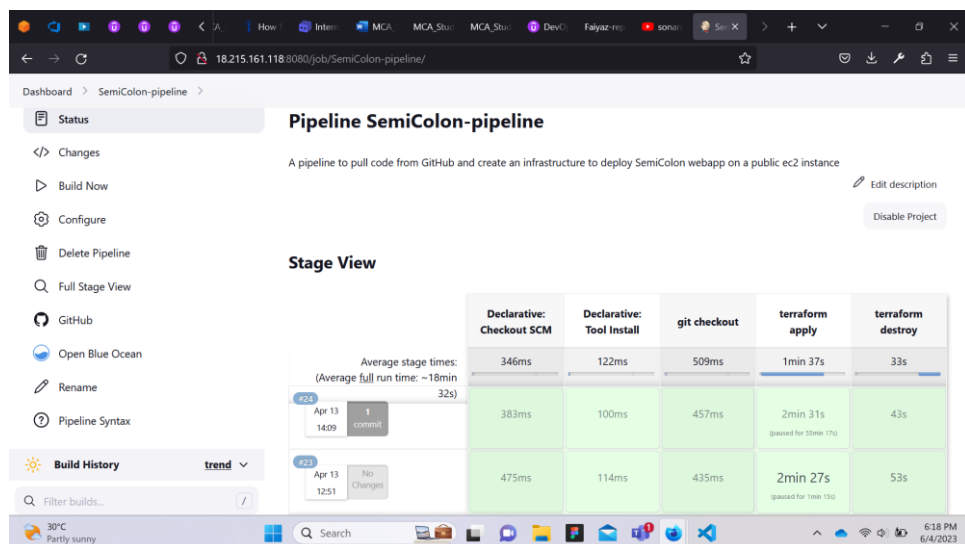 How
Intern
MCA_
MCA_Stud
MCA_Stud
DevO
Faiyaz-rep
sonar
Sem
18.215.161.118:8080/job/SemiColon-pipeline/
Dashboard > SemiColon-pipeline >
Status
Changes
Build Now
Configure
Delete Pipeline
Full Stage View
GitHub
Open Blue Ocean
Rename
Pipeline Syntax
Build History
trend
Filter builds...
/
Pipeline SemiColon-pipeline
A pipeline to pull code from GitHub and create an infrastructure to deploy SemiColon webapp on a public ec2 instance
Edit description
Disable Project
Stage View
Declarative: Checkout SCM
Declarative: Tool Install
git checkout
terraform apply
terraform destroy
Average stage times:
346ms
122ms
509ms
1min 37s
33s
(Average full run time: ~18min
32s)
#24
Apr 13
14:09
1
commit
383ms
100ms
457ms
2min 31s
(paused for 33min 17s)
43s
#23
Apr 13
12:51
No
Changes
475ms
114ms
435ms
2min 27s
(paused for 1min 15s)
53s
30°C
Partly sunny
Search
6:18 PM
6/4/2023